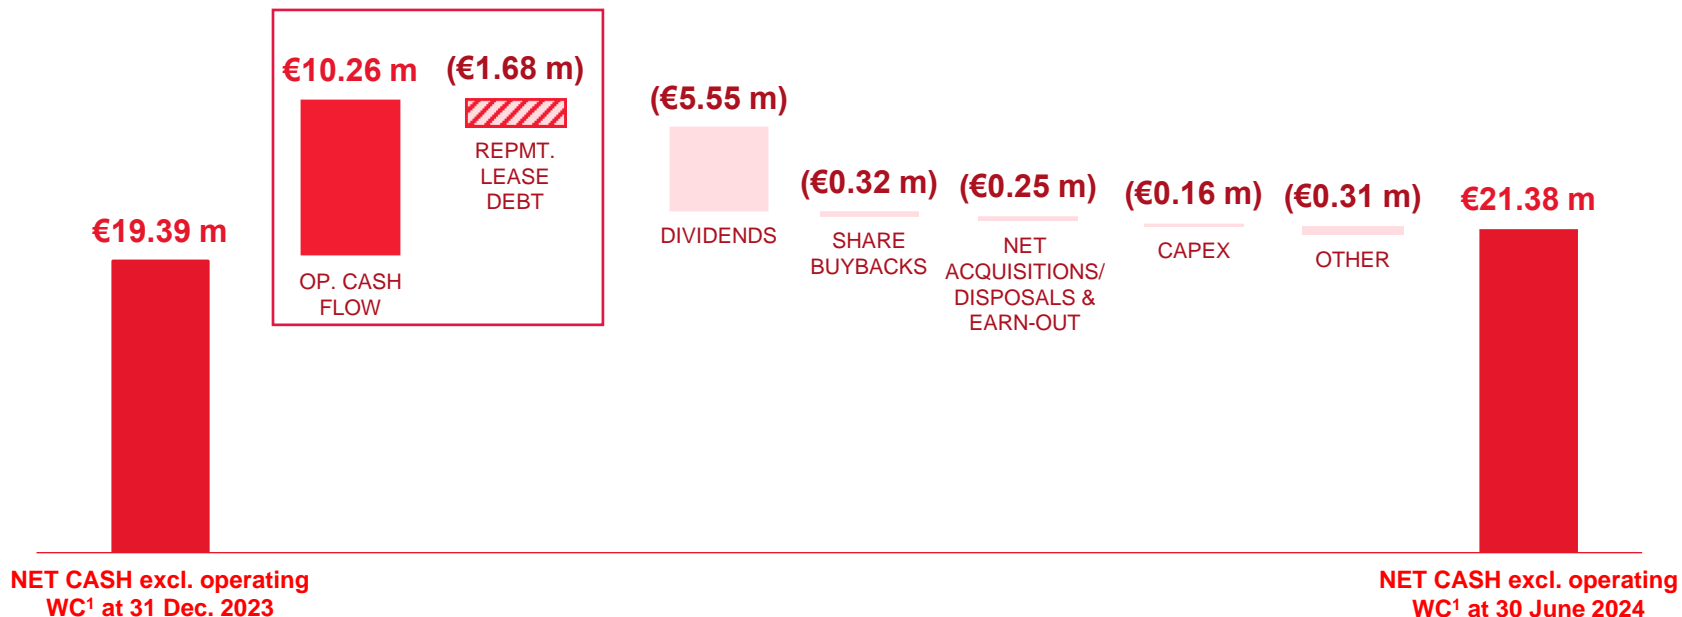 €19.39 m
NET CASH excl. operating
WC¹ at 31 Dec. 2023
€10.26 m
OP. CASH
FLOW
(€1.68 m)
REPMT.
LEASE
DEBT
(€5.55 m)
DIVIDENDS
(€0.32 m)
SHARE
BUYBACKS
(€0.25 m)
NET
ACQUISITIONS/
DISPOSALS &
EARN-OUT
(€0.16 m)
CAPEX
(€0.31 m)
OTHER
€21.38 m
NET CASH excl. operating
WC¹ at 30 June 2024